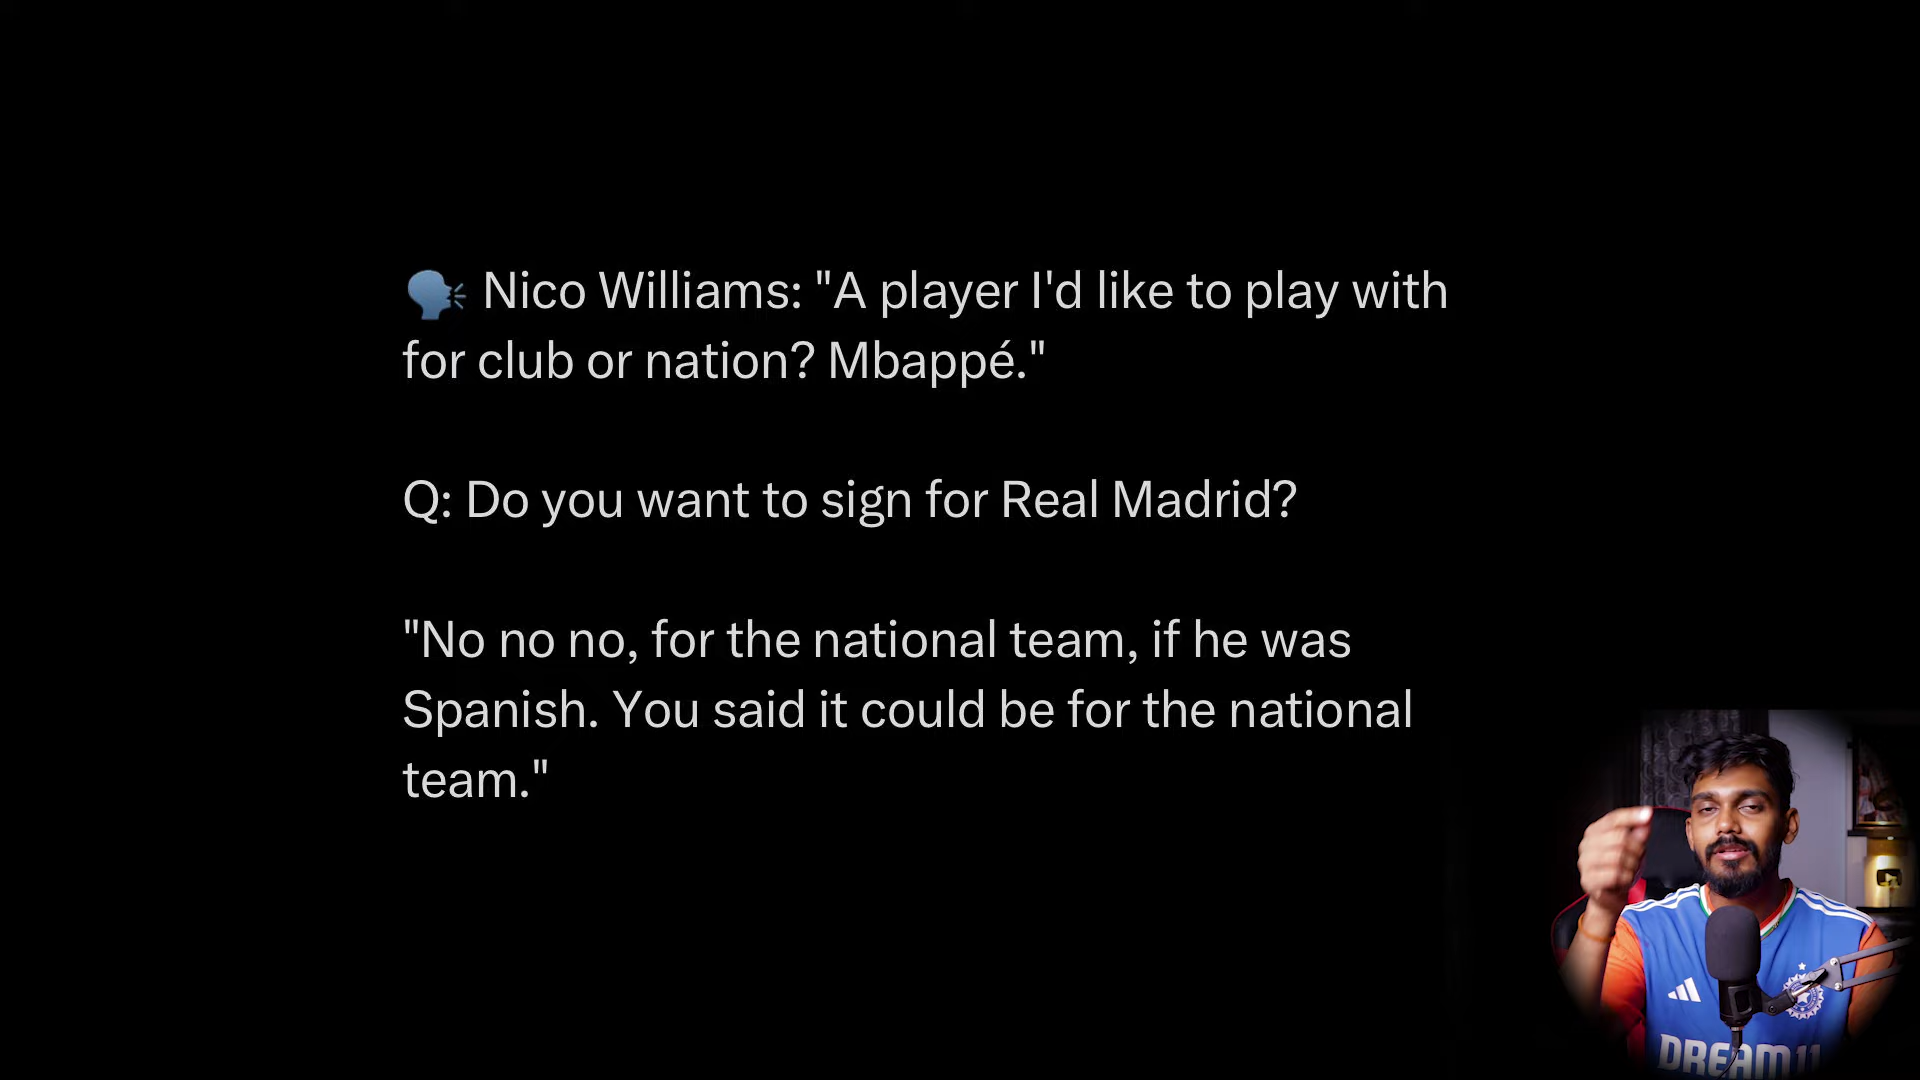 Nico Williams: "A player I'd like to play with
for club or nation? Mbappé."
Q: Do you want to sign for Real Madrid?
"No no no, for the national team, if he was
Spanish. You said it could be for the national
team."
DREAM11